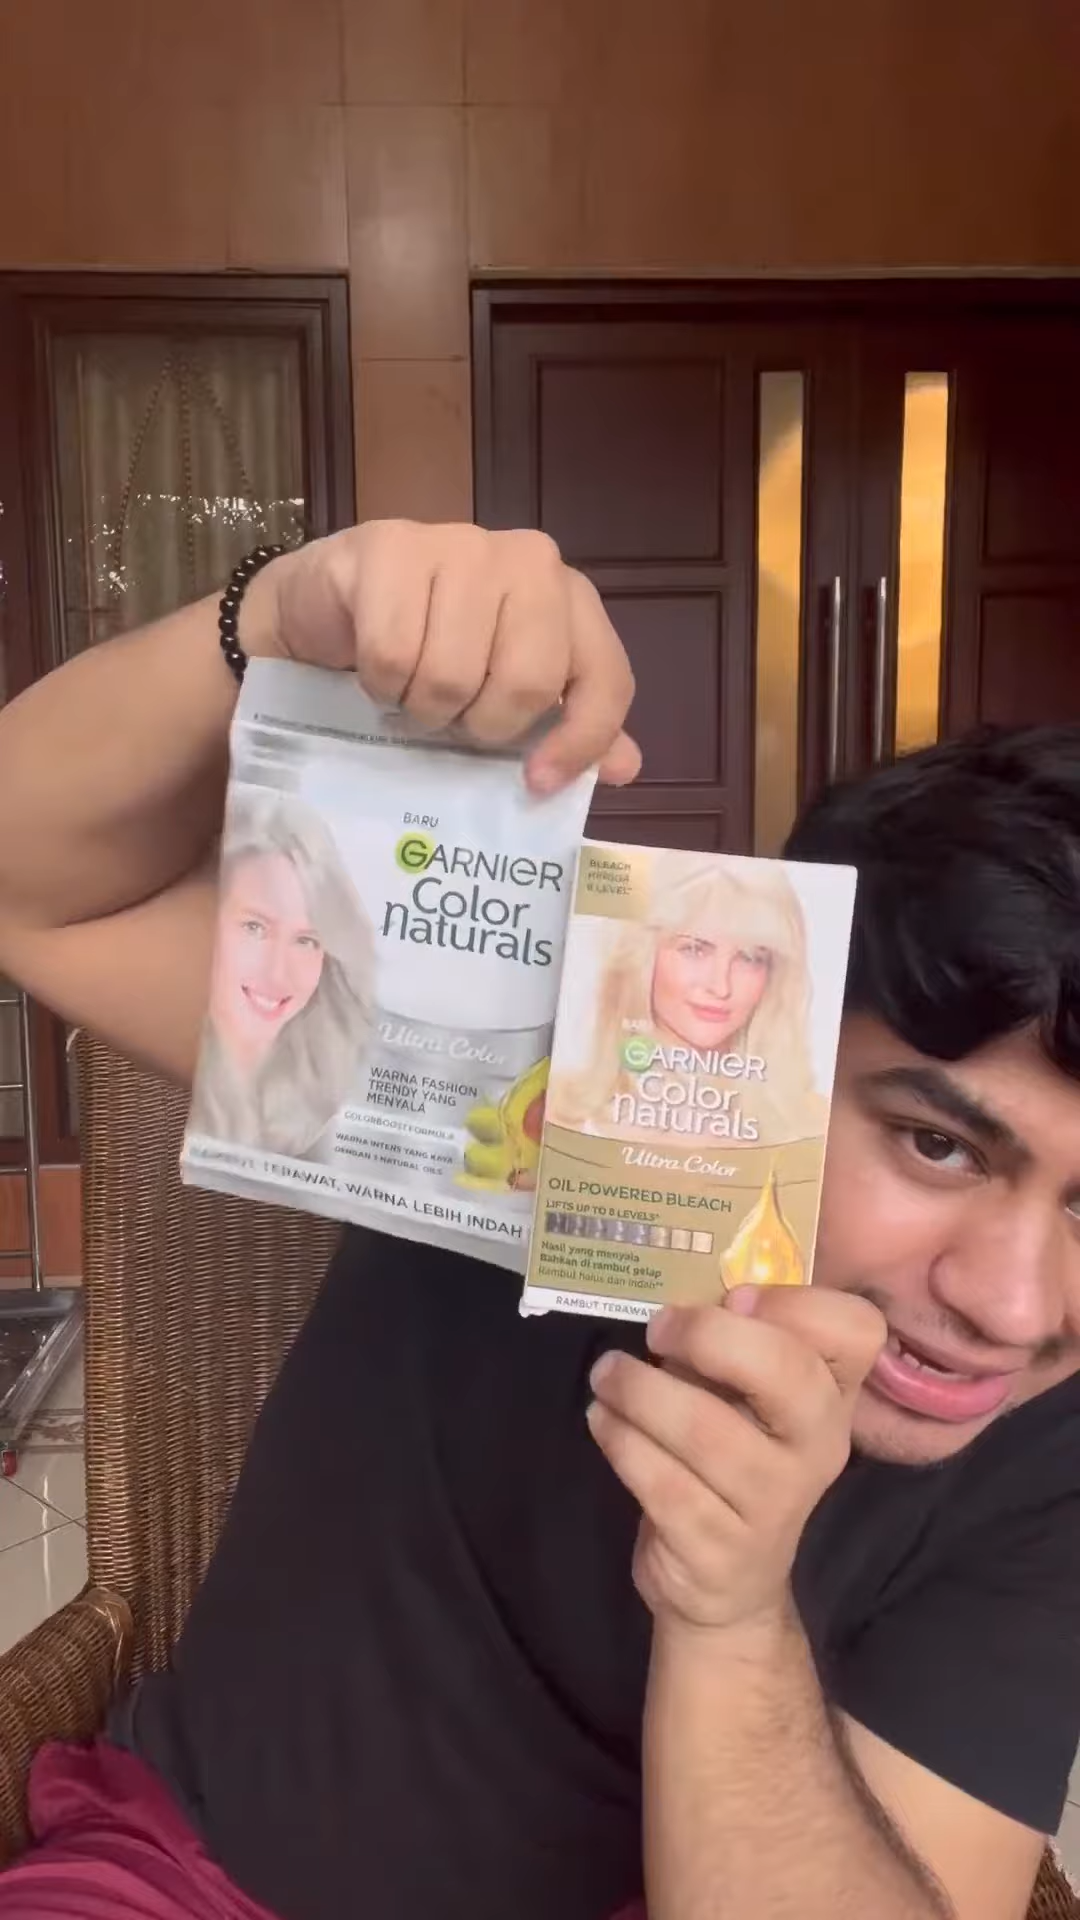 BARU
GARNIER
Color
naturals
Ultra Color
WARNA FASHION
TRENDY YANG
MENYALA
COLORBOOST FORMULA
WARNA INTENS YANG KAYA
DENGAN 3 NATURAL OILS
TERAWAT, WARNA LEBIH INDAH
BLEACH
HINGGA
8 LEVEL*
BARU
GARNIER
Color
naturals
Ultra Color
OIL POWERED BLEACH
LIFTS UP TO 8 LEVELS*
Hasil yang menyala
Bahkan di rambut gelap
Rambut halus dan indah**
RAMBUT TERAWAT